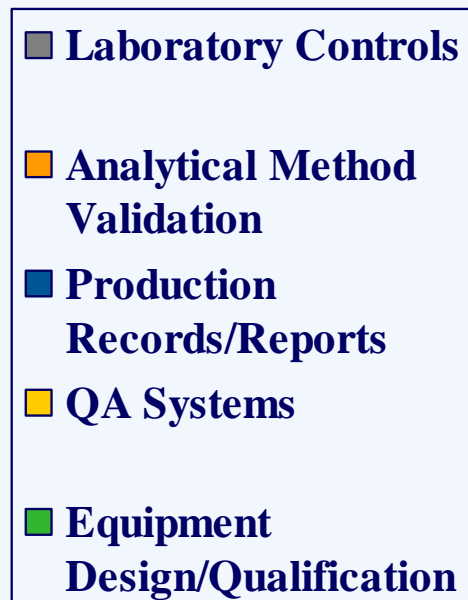 Laboratory Controls
Analytical Method
Validation
Production
Records/Reports
QA Systems
Equipment
Design/Qualification